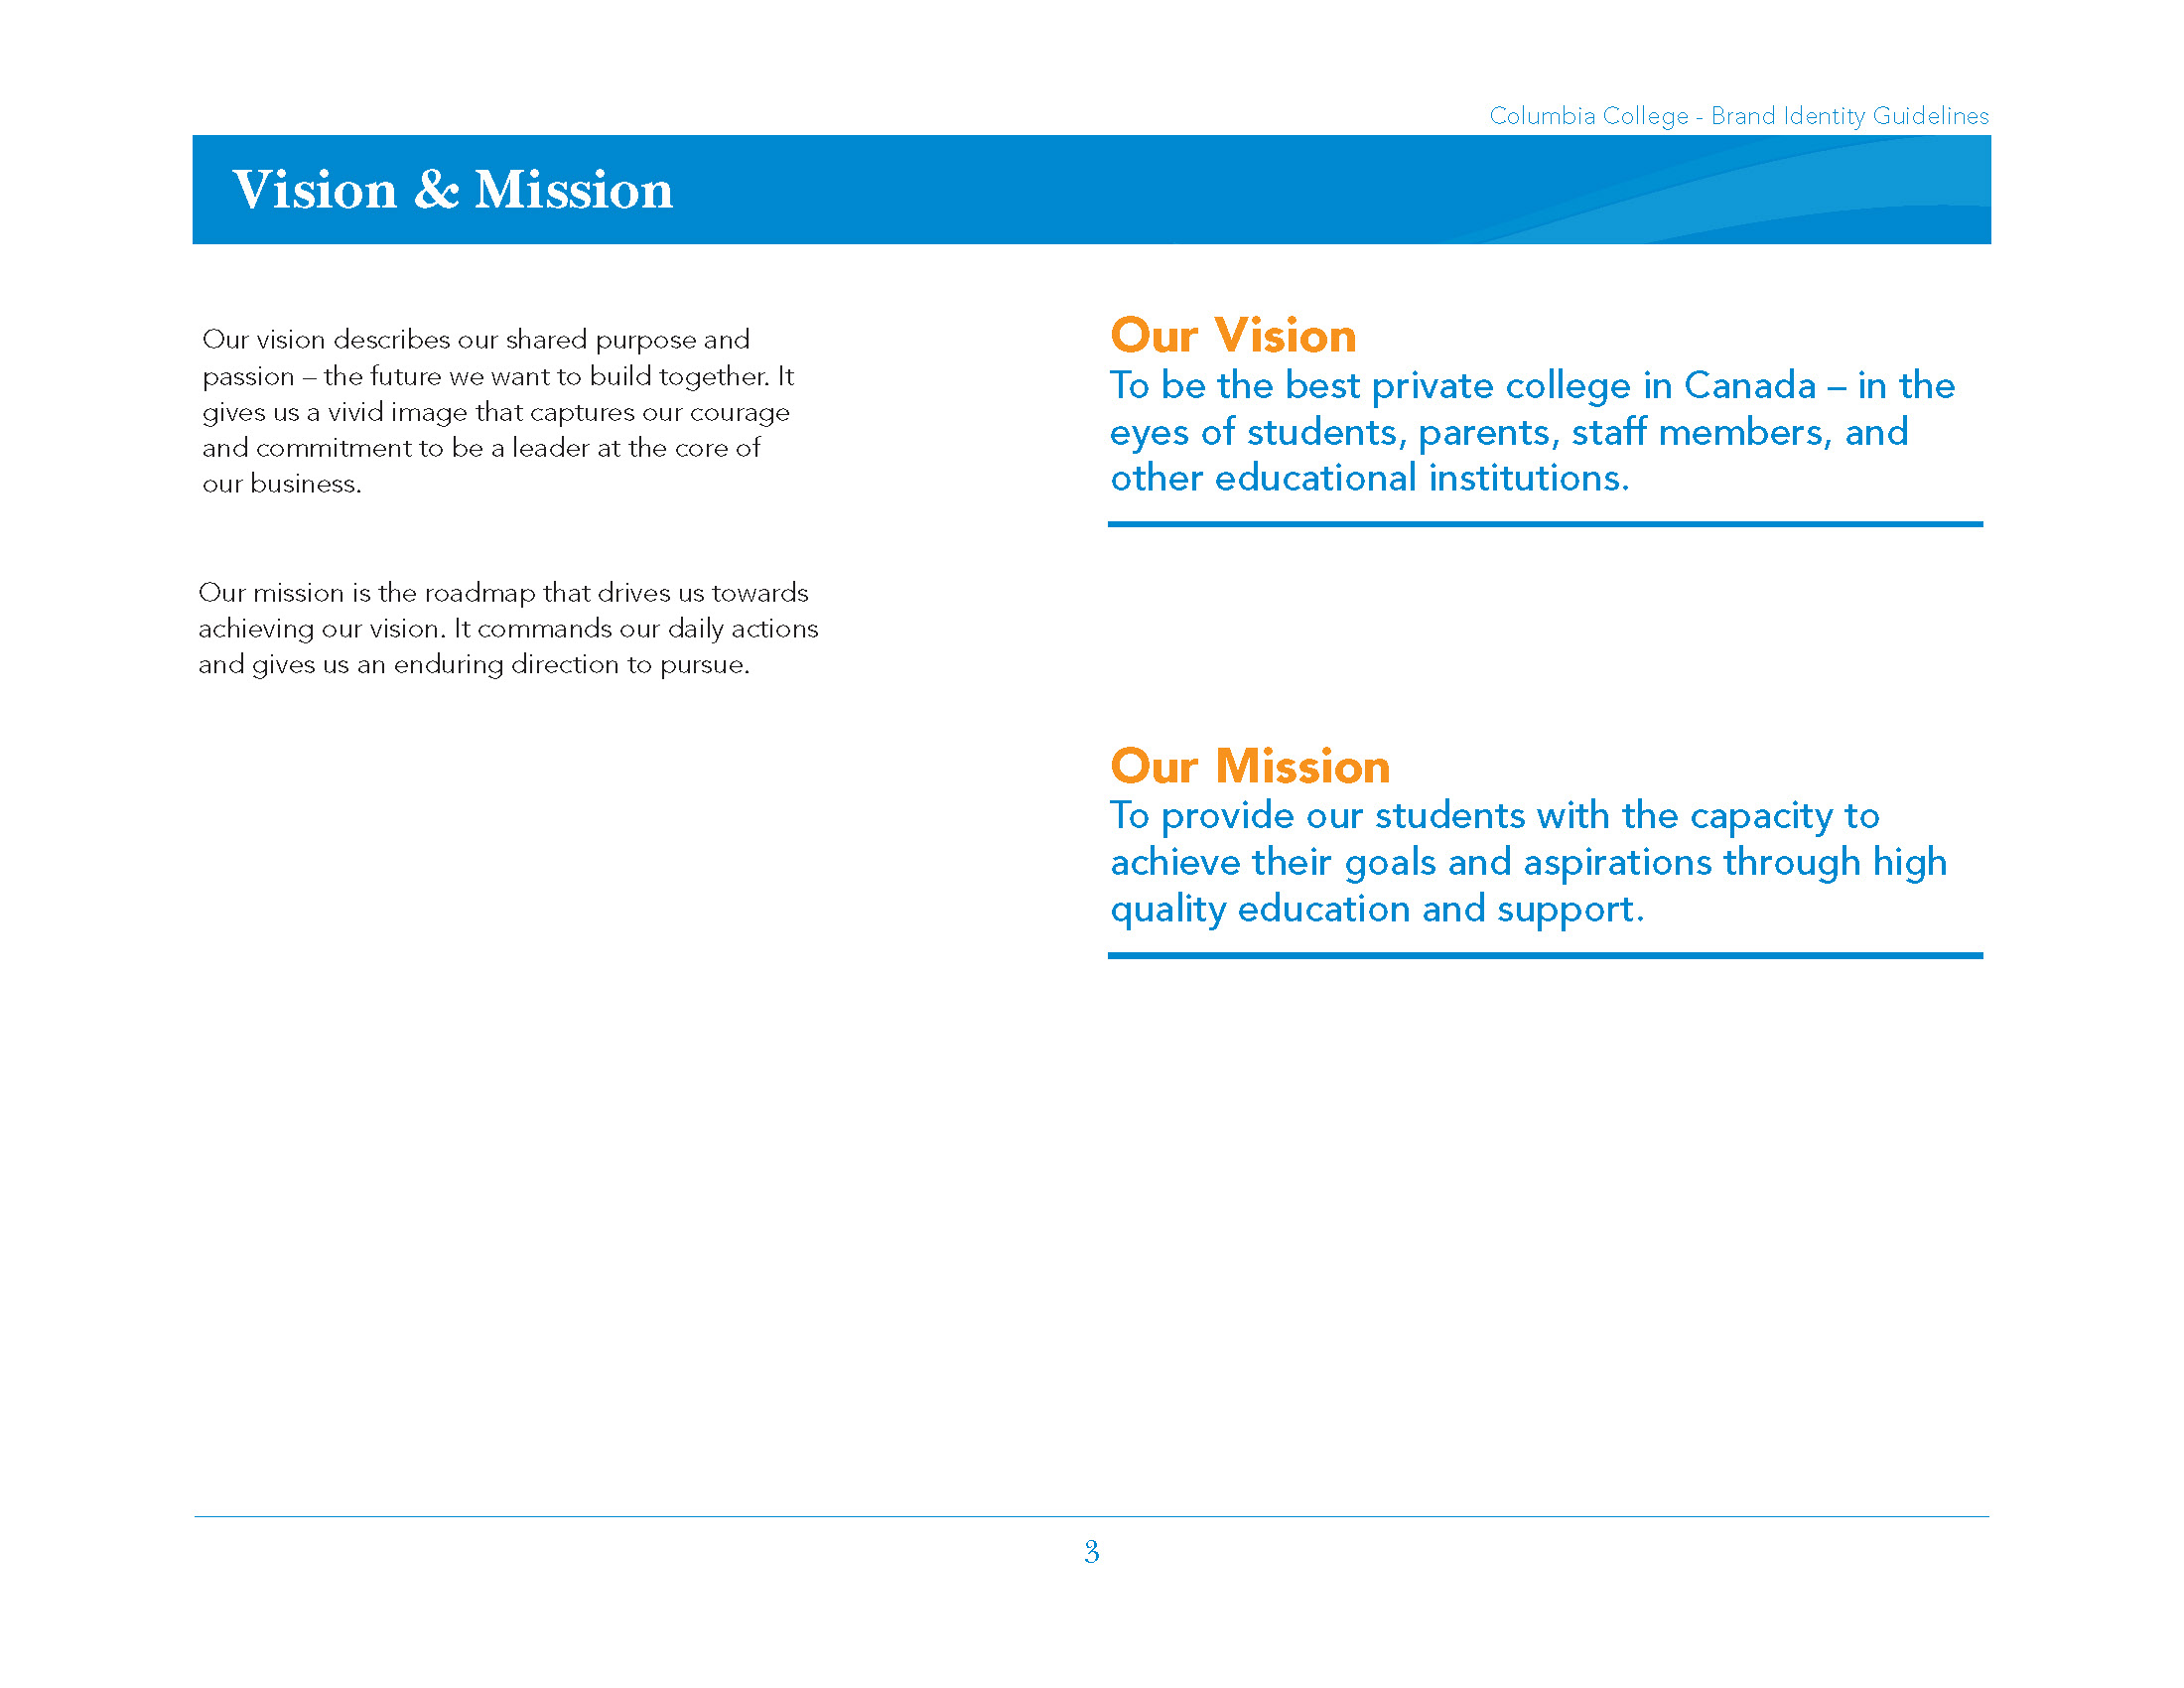 Columbia College - Brand Identity Guidelines
Vision & Mission
Our vision describes our shared purpose and
passion – the future we want to build together. It
gives us a vivid image that captures our courage
and commitment to be a leader at the core of
our business.
Our mission is the roadmap that drives us towards
achieving our vision. It commands our daily actions
and gives us an enduring direction to pursue.
Our Vision
To be the best private college in Canada – in the
eyes of students, parents, staff members, and
other educational institutions.
Our Mission
To provide our students with the capacity to
achieve their goals and aspirations through high
quality education and support.
3